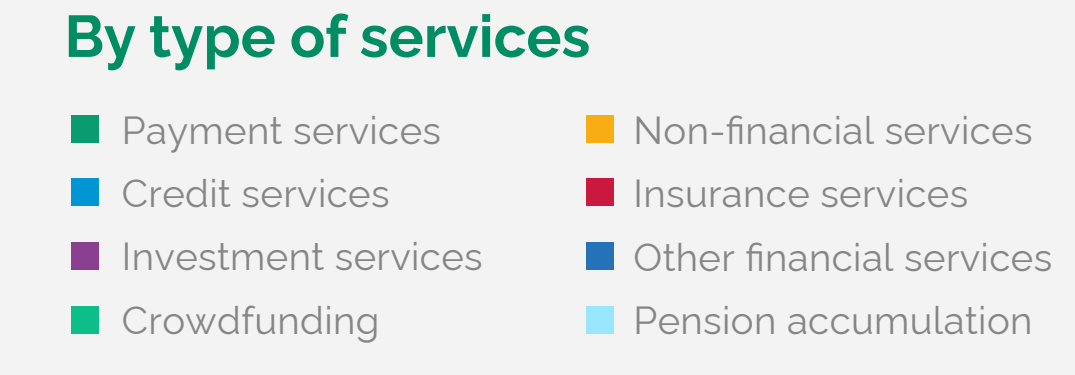 By type of services
Payment services
Credit services
Investment services
Crowdfunding
Non-financial services
Insurance services
Other financial services
Pension accumulation